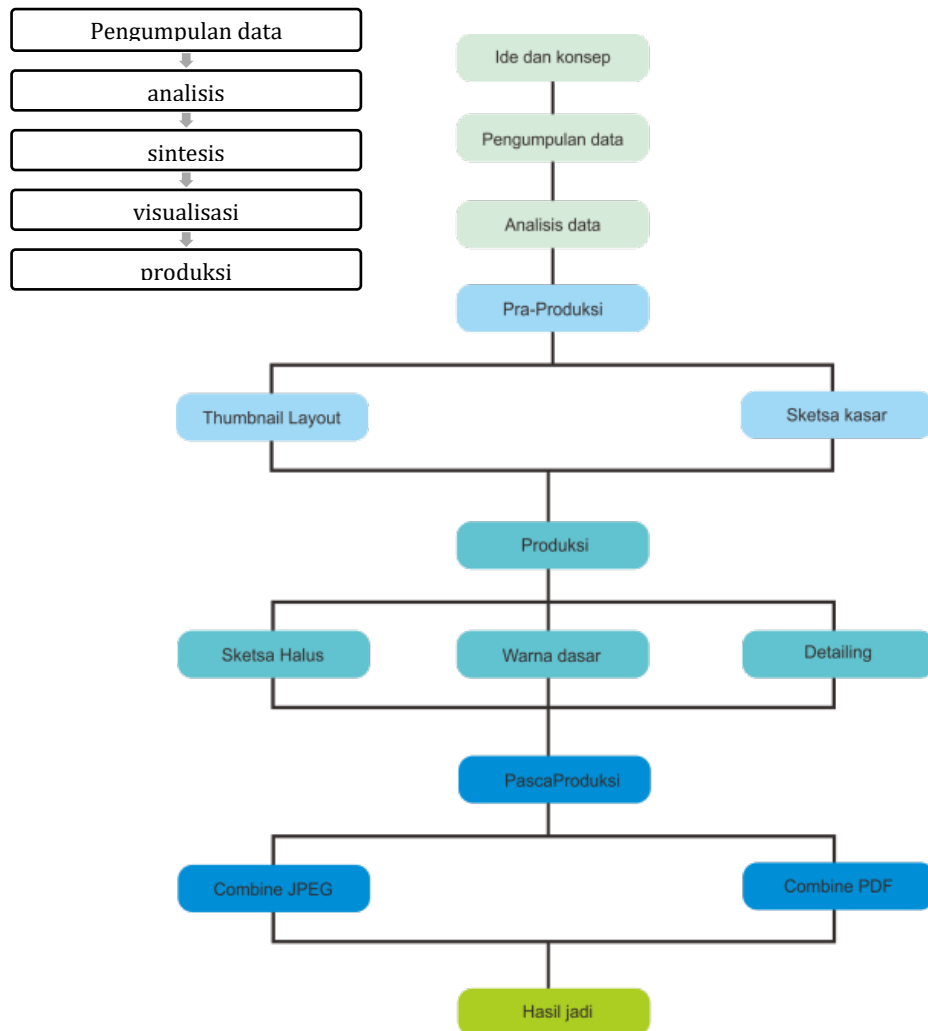 Pengumpulan data
analisis
sintesis
visualisasi
produksi
Ide dan konsep
Pengumpulan data
Analisis data
Pra-Produksi
Thumbnail Layout
Sketsa kasar
Produksi
Sketsa Halus
Warna dasar
Detailing
PascaProduksi
Combine JPEG
Combine PDF
Hasil jadi